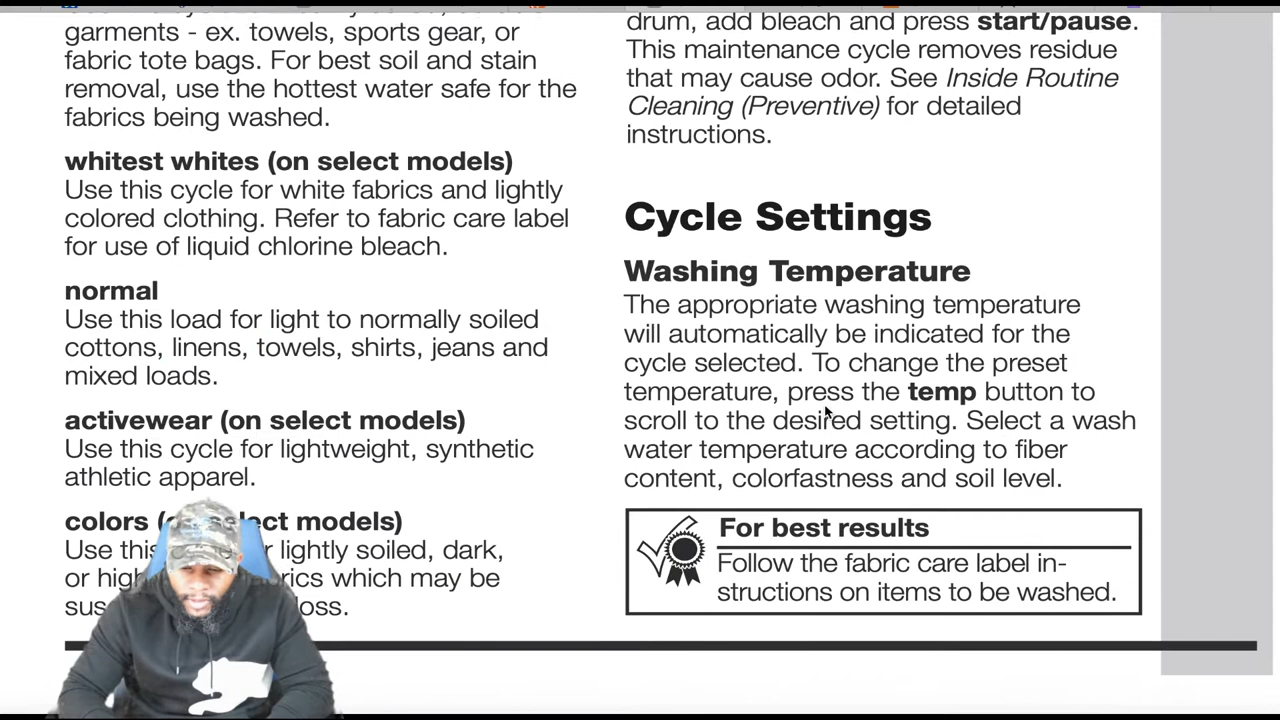 garments - ex. towels, sports gear, or
fabric tote bags. For best soil and stain
removal, use the hottest water safe for the
fabrics being washed.
whitest whites (on select models)
Use this cycle for white fabrics and lightly
colored clothing. Refer to fabric care label
for use of liquid chlorine bleach.
normal
Use this load for light to normally soiled
cottons, linens, towels, shirts, jeans and
mixed loads.
activewear (on select models)
Use this cycle for lightweight, synthetic
athletic apparel.
colors (on select models)
Use this lightly soiled, dark,
or which may be
loss.
drum, add bleach and press start/pause.
This maintenance cycle removes residue
that may cause odor. See Inside Routine
Cleaning (Preventive) for detailed
instructions.
Cycle Settings
Washing Temperature
The appropriate washing temperature
will automatically be indicated for the
cycle selected. To change the preset
temperature, press the temp button to
scroll to the desired setting. Select a wash
water temperature according to fiber
content, colorfastness and soil level.
For best results
Follow the fabric care label in-
structions on items to be washed.